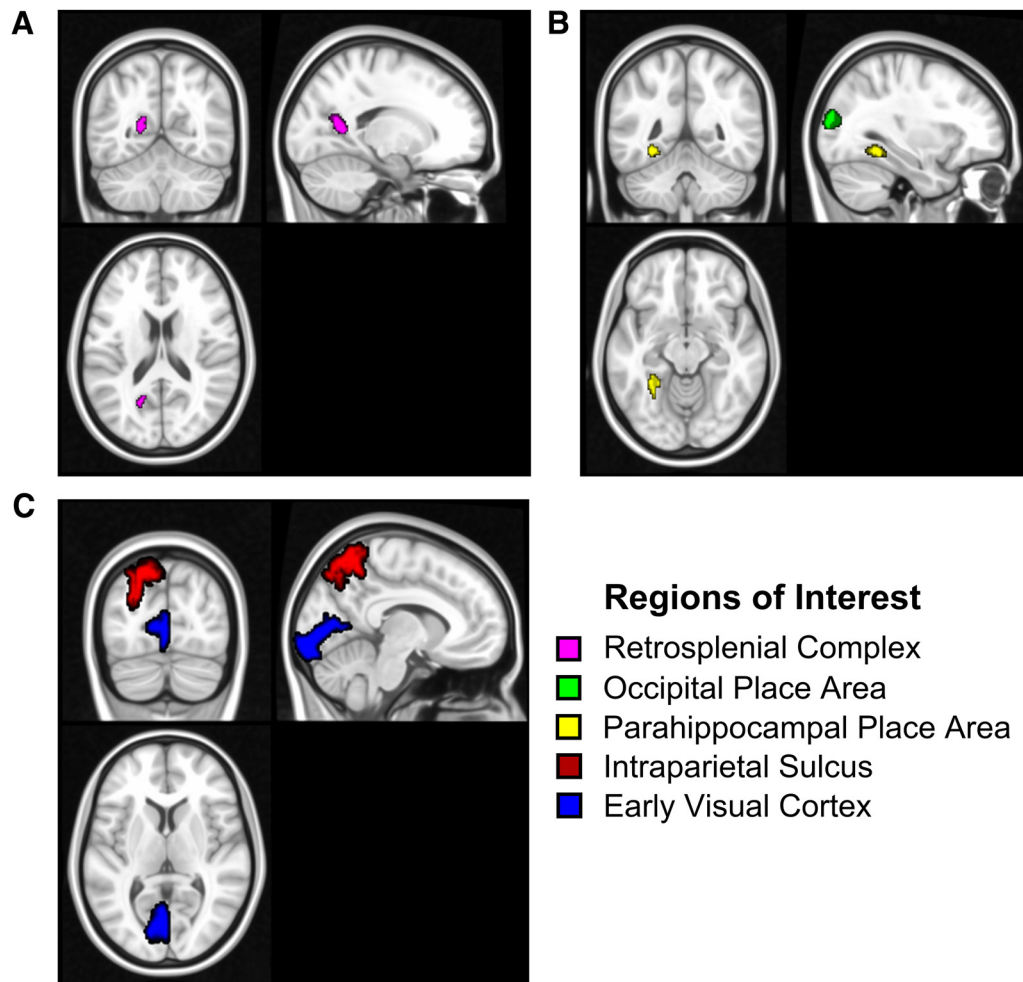 A
B
C
Regions of Interest
Retrosplenial Complex
Occipital Place Area
Parahippocampal Place Area
Intraparietal Sulcus
Early Visual Cortex